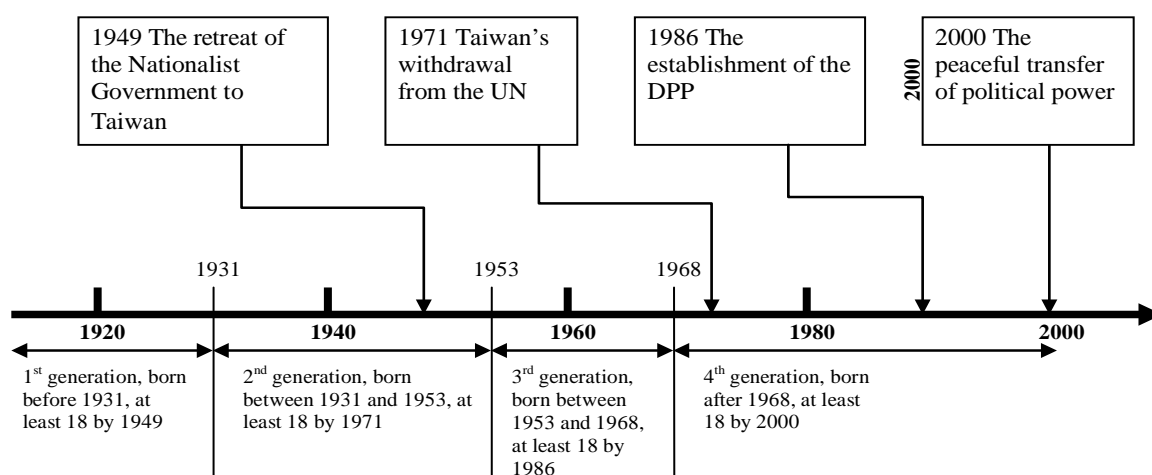 1949 The retreat of
the Nationalist
Government to
Taiwan
1971 Taiwan's
withdrawal
from the UN
1986 The
establishment of the
DPP
2000
2000 The
peaceful transfer
of political power
1931
1953
1968
1920
1940
1960
1980
2000
1st generation, born
before 1931, at
least 18 by 1949
2nd generation, born
between 1931 and 1953, at
least 18 by 1971
3rd generation,
born between
1953 and 1968,
at least 18 by
1986
4th generation, born
after 1968, at least
18 by 2000